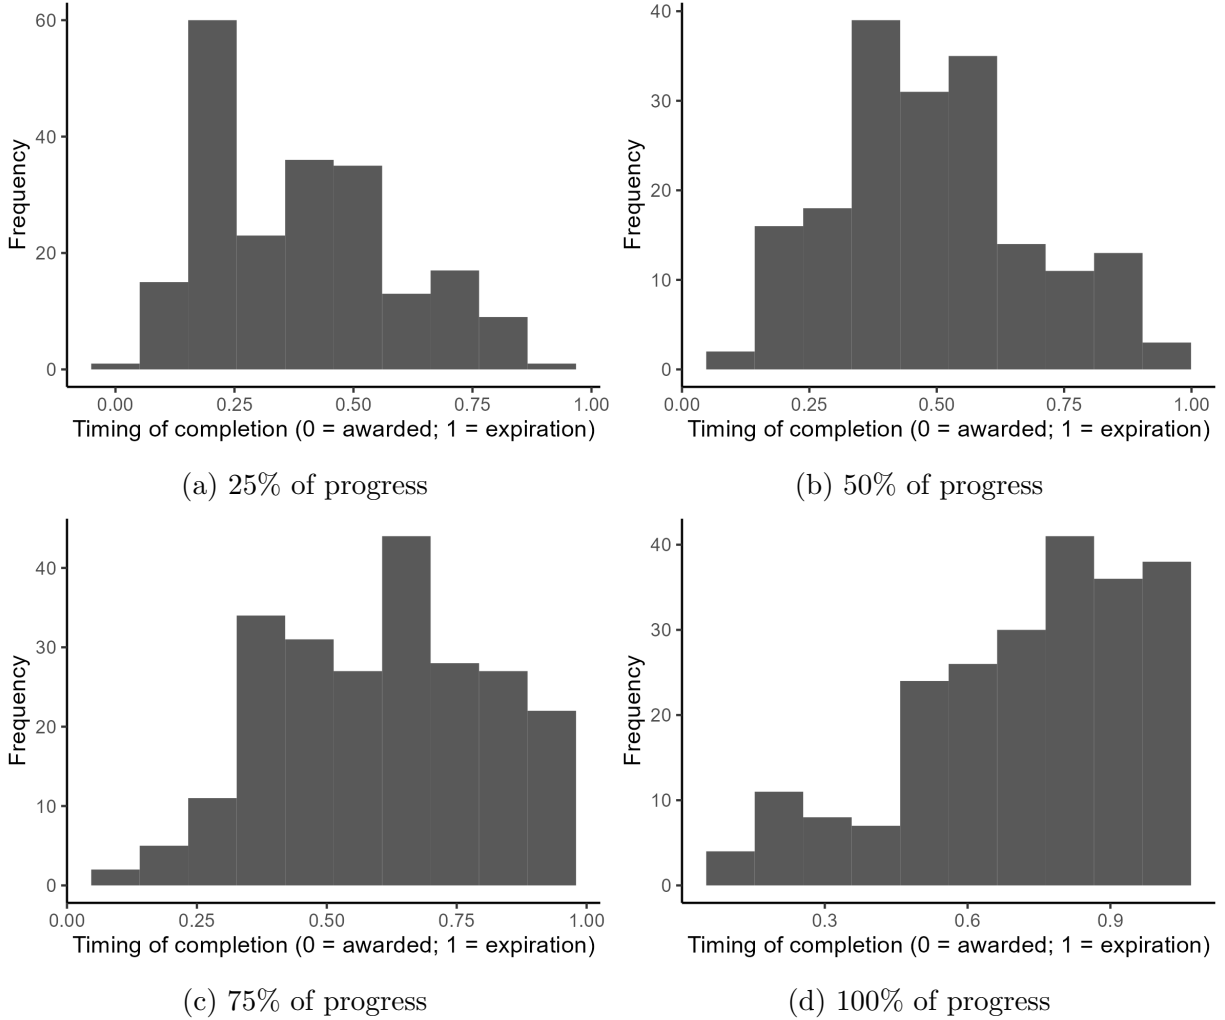 60
40
20
0
Frequency
0.00 0.25 0.50 0.75 1.00
Timing of completion (0 = awarded; 1 = expiration)
(a) 25% of progress
40
30
20
10
0
Frequency
0.00 0.25 0.50 0.75 1.00
Timing of completion (0 = awarded; 1 = expiration)
(b) 50% of progress
40
30
20
10
0
Frequency
0.00 0.25 0.50 0.75 1.00
Timing of completion (0 = awarded; 1 = expiration)
(c) 75% of progress
40
30
20
10
0
Frequency
0.3 0.6 0.9
Timing of completion (0 = awarded; 1 = expiration)
(d) 100% of progress